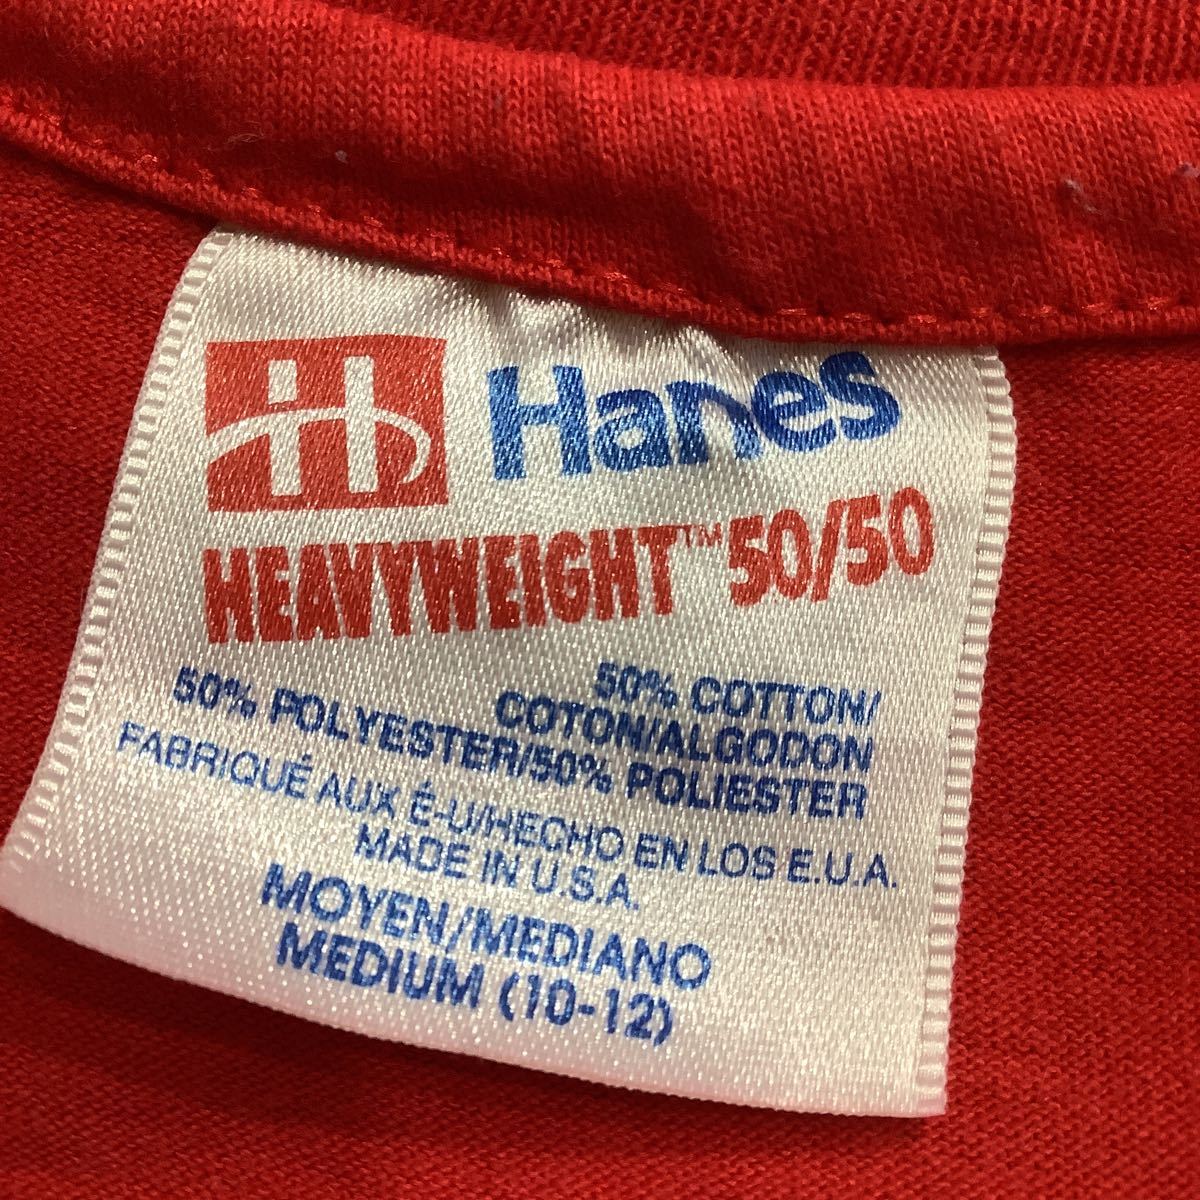 H Hanes
HEAVYWEIGHT™ 50/50
50% COTTON/
COTON/ALGODON
50% POLYESTER/50% POLIESTER
FABRIQUÉ AUX É-U/HECHO EN LOS E.U.A.
MADE IN U.S.A.
MOYEN/MEDIANO
MEDIUM (10-12)